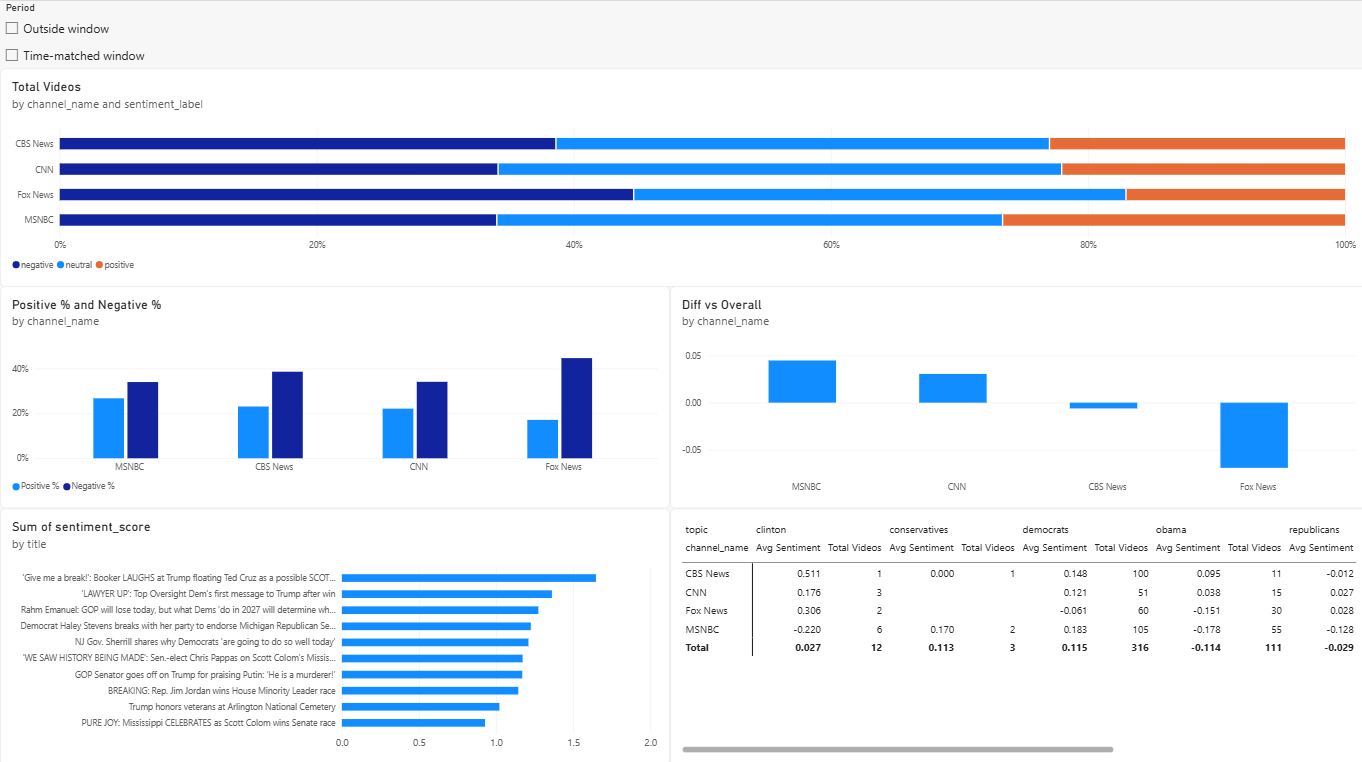 Period
Outside window
Time-matched window
Total Videos
by channel_name and sentiment_label
CBS News
CNN
Fox News
MSNBC
0% 20% 40% 60% 80% 100%
negative neutral positive
Positive % and Negative %
by channel_name
40%
20%
0%
MSNBC CBS News CNN Fox News
Positive % Negative %
Diff vs Overall
by channel_name
0.05
0.00
-0.05
MSNBC CNN CBS News Fox News
Sum of sentiment_score
by title
'Give me a break!': Booker LAUGHS at Trump floating Ted Cruz as a possible SCOT...
'LAWYER UP': Top Oversight Dem's first message to Trump after win
Rahm Emanuel: GOP will lose today, but what Dems 'do in 2027 will determine wh...
Democrat Haley Stevens breaks with her party to endorse Michigan Republican Se...
NJ Gov. Sherrill shares why Democrats 'are going to do so well today'
'WE SAW HISTORY BEING MADE': Sen.-elect Chris Pappas on Scott Colom's Missis...
GOP Senator goes off on Trump for praising Putin: 'He is a murderer!'
BREAKING: Rep. Jim Jordan wins House Minority Leader race
Trump honors veterans at Arlington National Cemetery
PURE JOY: Mississippi CELEBRATES as Scott Colom wins Senate race
0.0 0.5 1.0 1.5 2.0
topic clinton conservatives democrats obama republicans
channel_name Avg Sentiment Total Videos Avg Sentiment Total Videos Avg Sentiment Total Videos Avg Sentiment Total Videos Avg Sentiment
CBS News 0.511 1 0.000 1 0.148 100 0.095 11 -0.012
CNN 0.176 3 0.121 51 0.038 15 0.027
Fox News 0.306 2 -0.061 60 -0.151 30 0.028
MSNBC -0.220 6 0.170 2 0.183 105 -0.178 55 -0.128
Total 0.027 12 0.113 3 0.115 316 -0.114 111 -0.029